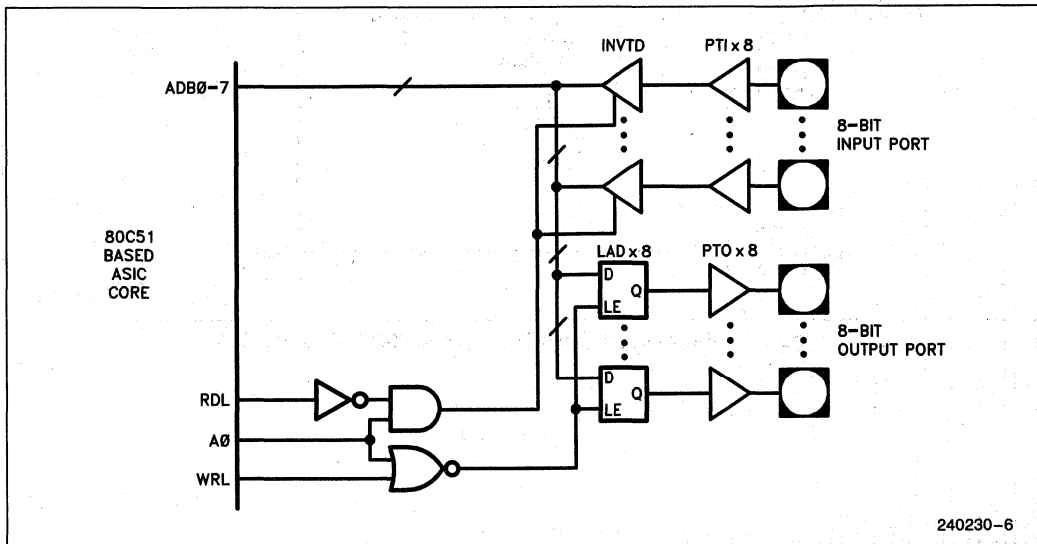 INVTD
PTI x 8
ADBØ-7
8-BIT
INPUT PORT
80C51
BASED
ASIC
CORE
LAD x 8
PTO x 8
D
Q
LE
8-BIT
OUTPUT PORT
D
Q
LE
RDL
AØ
WRL
240230-6